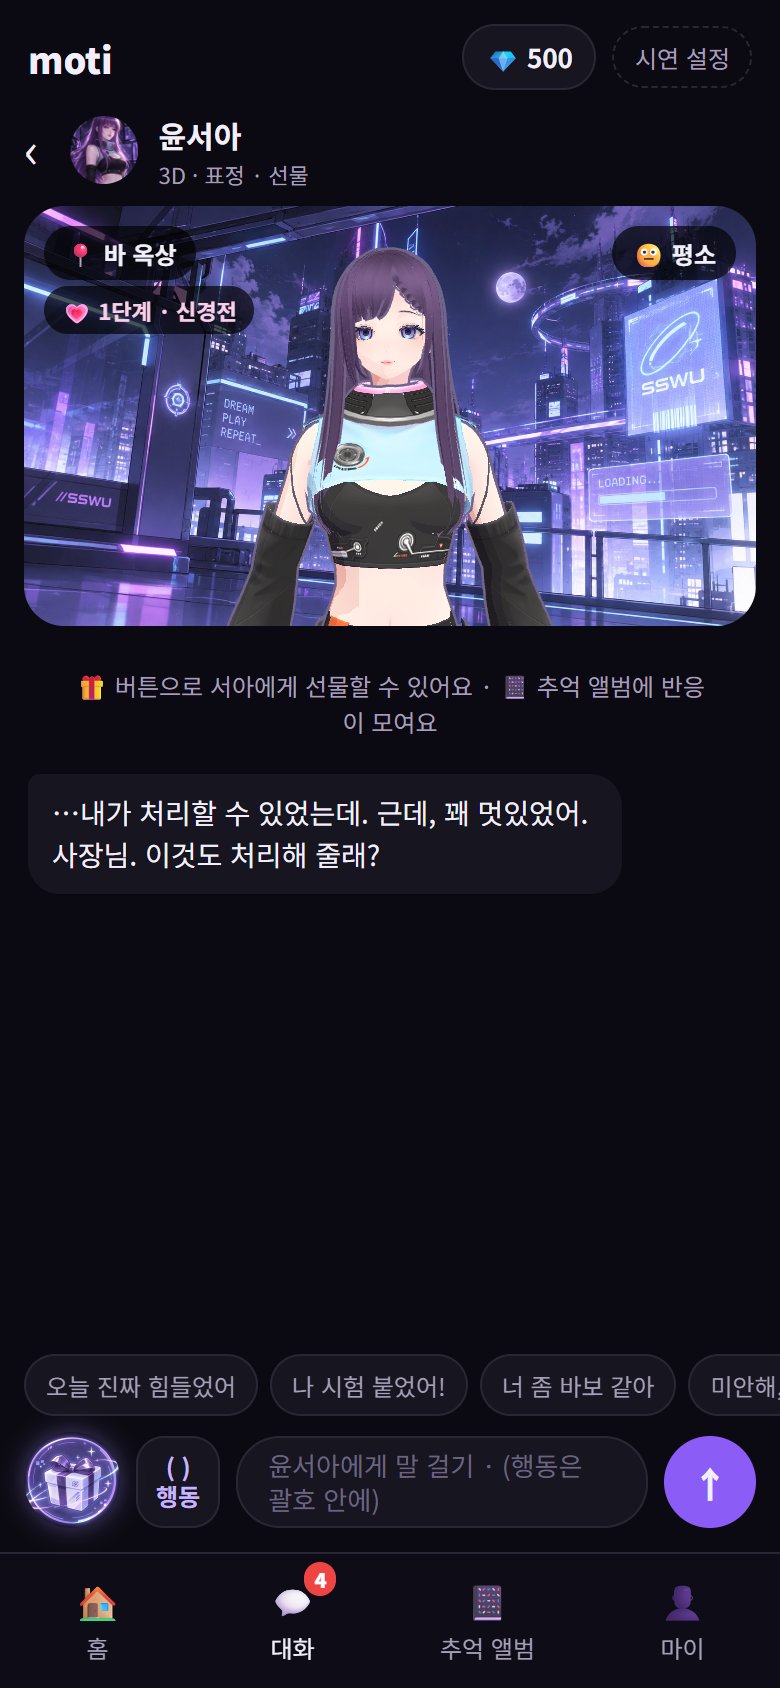 moti
💎 500
시연 설정
‹
윤서아
3D · 표정 · 선물
📍 바 옥상
😐 평소
💗 1단계 · 신경전
DREAM
PLAY
REPEAT_
»
SSWU
LOADING...
//SSWU
🎁 버튼으로 서아에게 선물할 수 있어요 · 🎴 추억 앨범에 반응
이 모여요
…내가 처리할 수 있었는데. 근데, 꽤 멋있었어.
사장님. 이것도 처리해 줄래?
오늘 진짜 힘들었어
나 시험 붙었어!
너 좀 바보 같아
미안해,
( )
행동
윤서아에게 말 걸기 · (행동은
괄호 안에)
↑
4
홈
대화
추억 앨범
마이